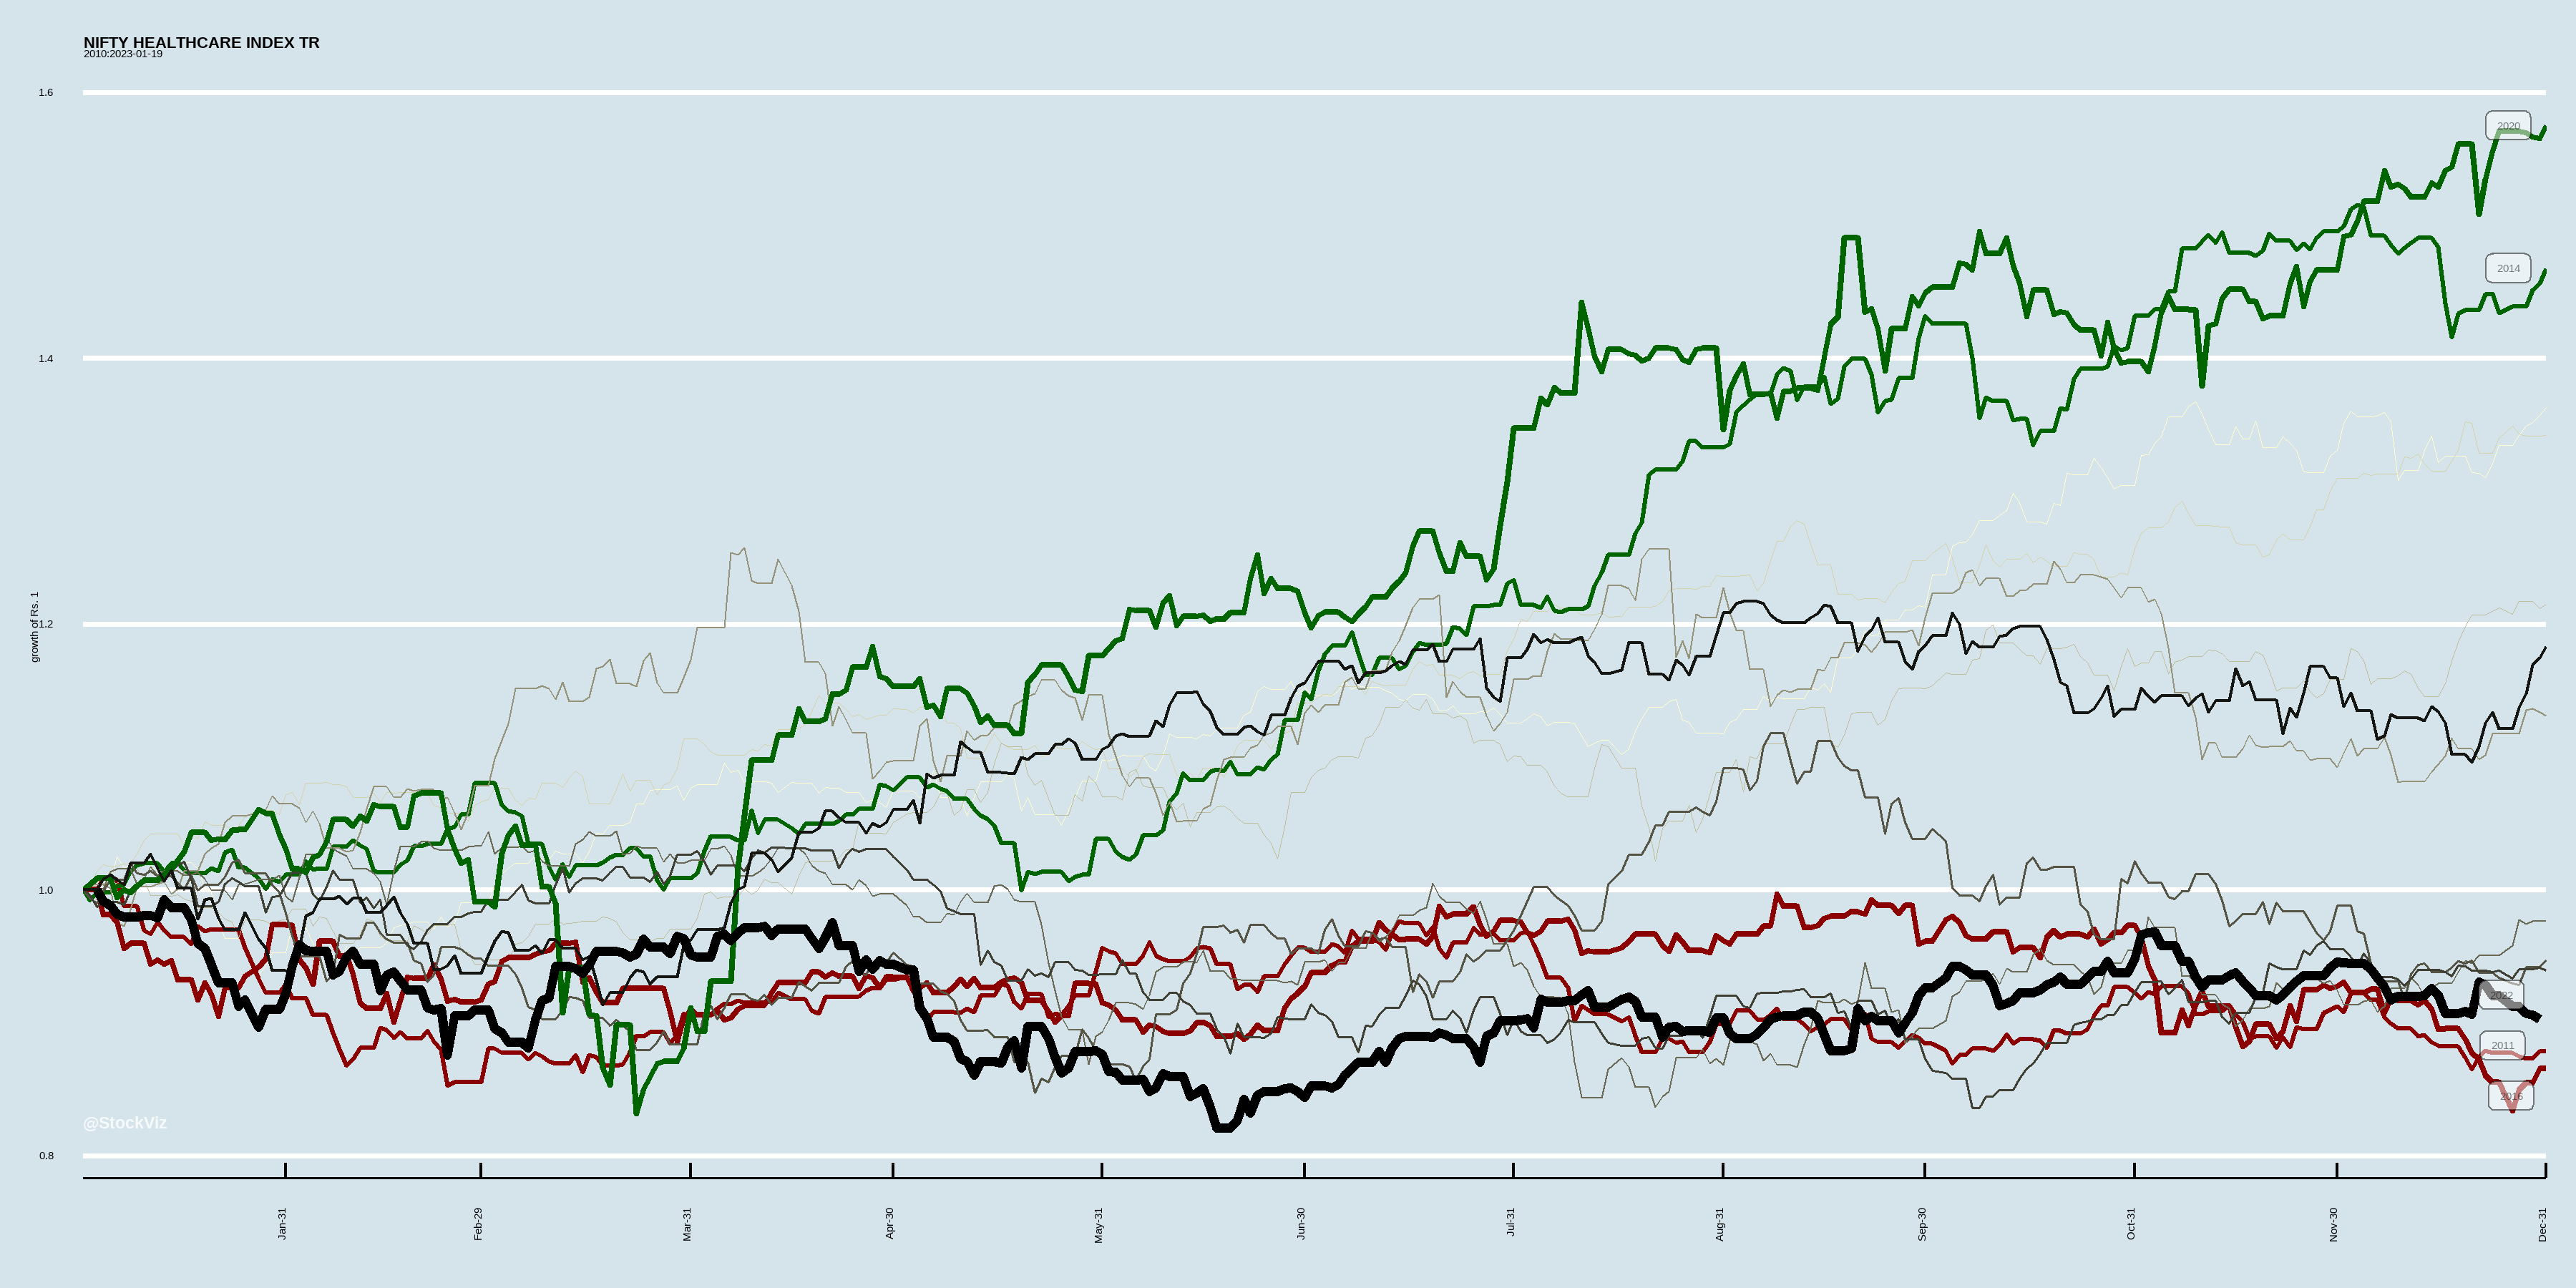 NIFTY HEALTHCARE INDEX TR
2010:2023-01-19
1.6
1.4
1.2
1.0
0.8
growth of Rs. 1
2020
2014
2022
2011
2016
@StockViz
Jan-31
Feb-29
Mar-31
Apr-30
May-31
Jun-30
Jul-31
Aug-31
Sep-30
Oct-31
Nov-30
Dec-31